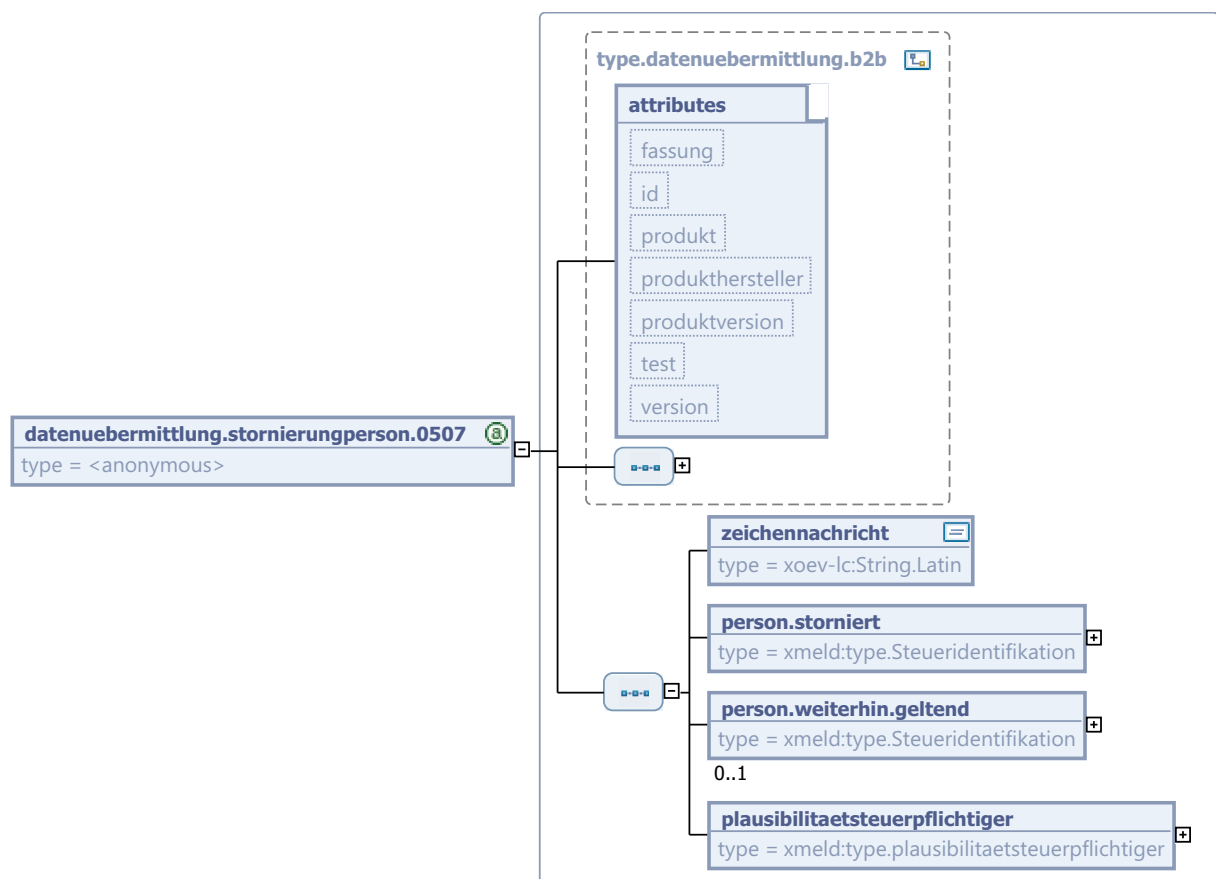 type.datenuebermittlung.b2b
attributes
fassung
id
produkt
produkthersteller
produktversion
test
version
datenuebermittlung.stornierungperson.0507
type = <anonymous>
zeichennachricht
type = xoev-lc:String.Latin
person.storniert
type = xmeld:type.Steueridentifikation
person.weiterhin.geltend
type = xmeld:type.Steueridentifikation
0..1
plausibilitaetsteuerpflichtiger
type = xmeld:type.plausibilitaetsteuerpflichtiger